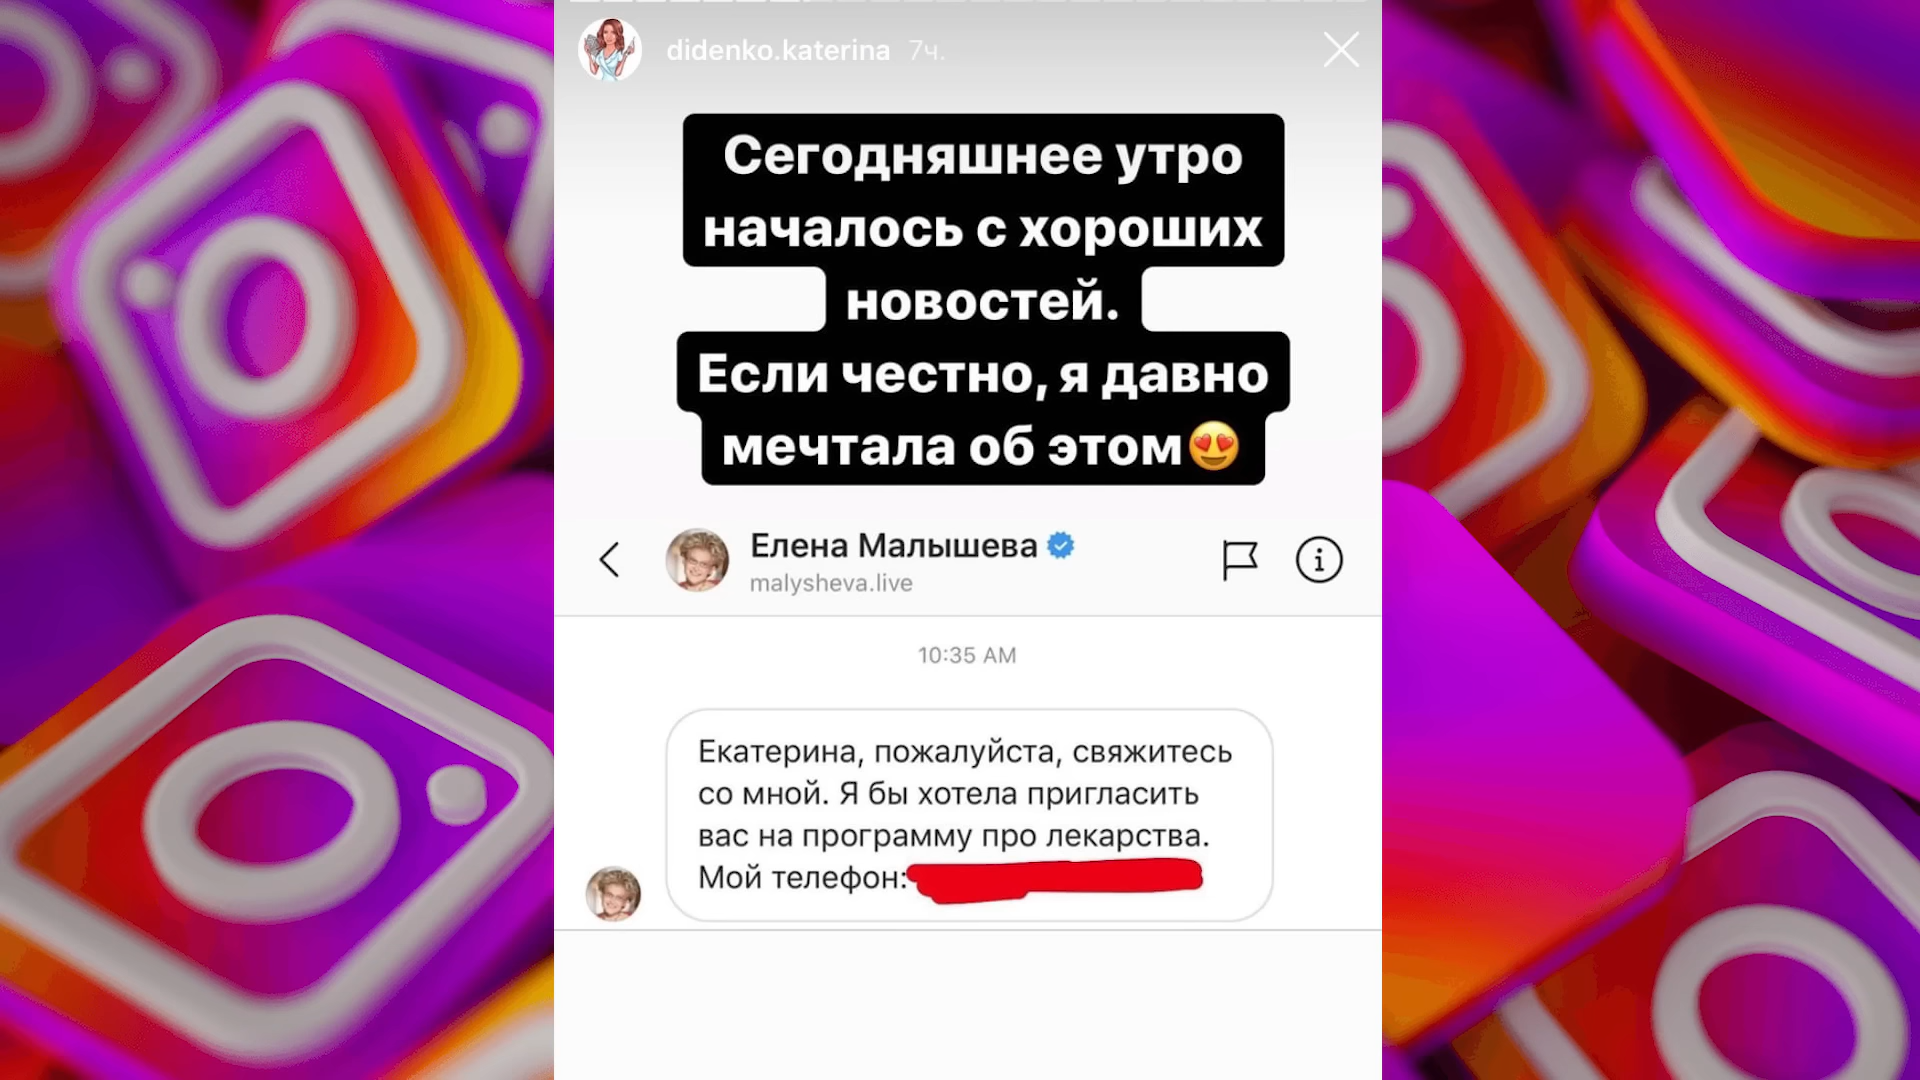 didenko.katerina 7ч.
Сегодняшнее утро
началось с хороших
новостей.
Если честно, я давно
мечтала об этом😍
Елена Малышева
malysheva.live
10:35 AM
Екатерина, пожалуйста, свяжитесь
со мной. Я бы хотела пригласить
вас на программу про лекарства.
Мой телефон: